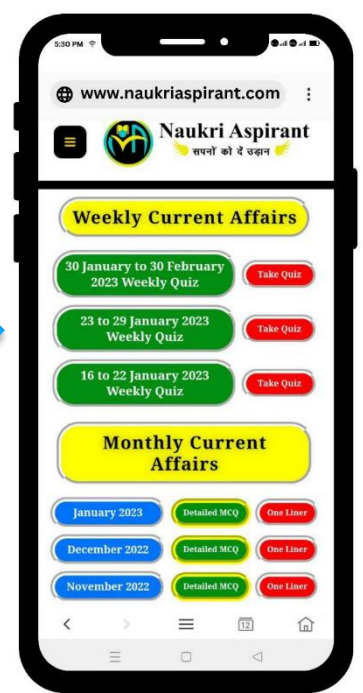 5:30 PM
www.naukriaspirant.com
Naukri Aspirant
सपनों को दें उड़ान
Weekly Current Affairs
30 January to 30 February
2023 Weekly Quiz
Take Quiz
23 to 29 January 2023
Weekly Quiz
Take Quiz
16 to 22 January 2023
Weekly Quiz
Take Quiz
Monthly Current
Affairs
January 2023 Detailed MCQ One Liner
December 2022 Detailed MCQ One Liner
November 2022 Detailed MCQ One Liner
12